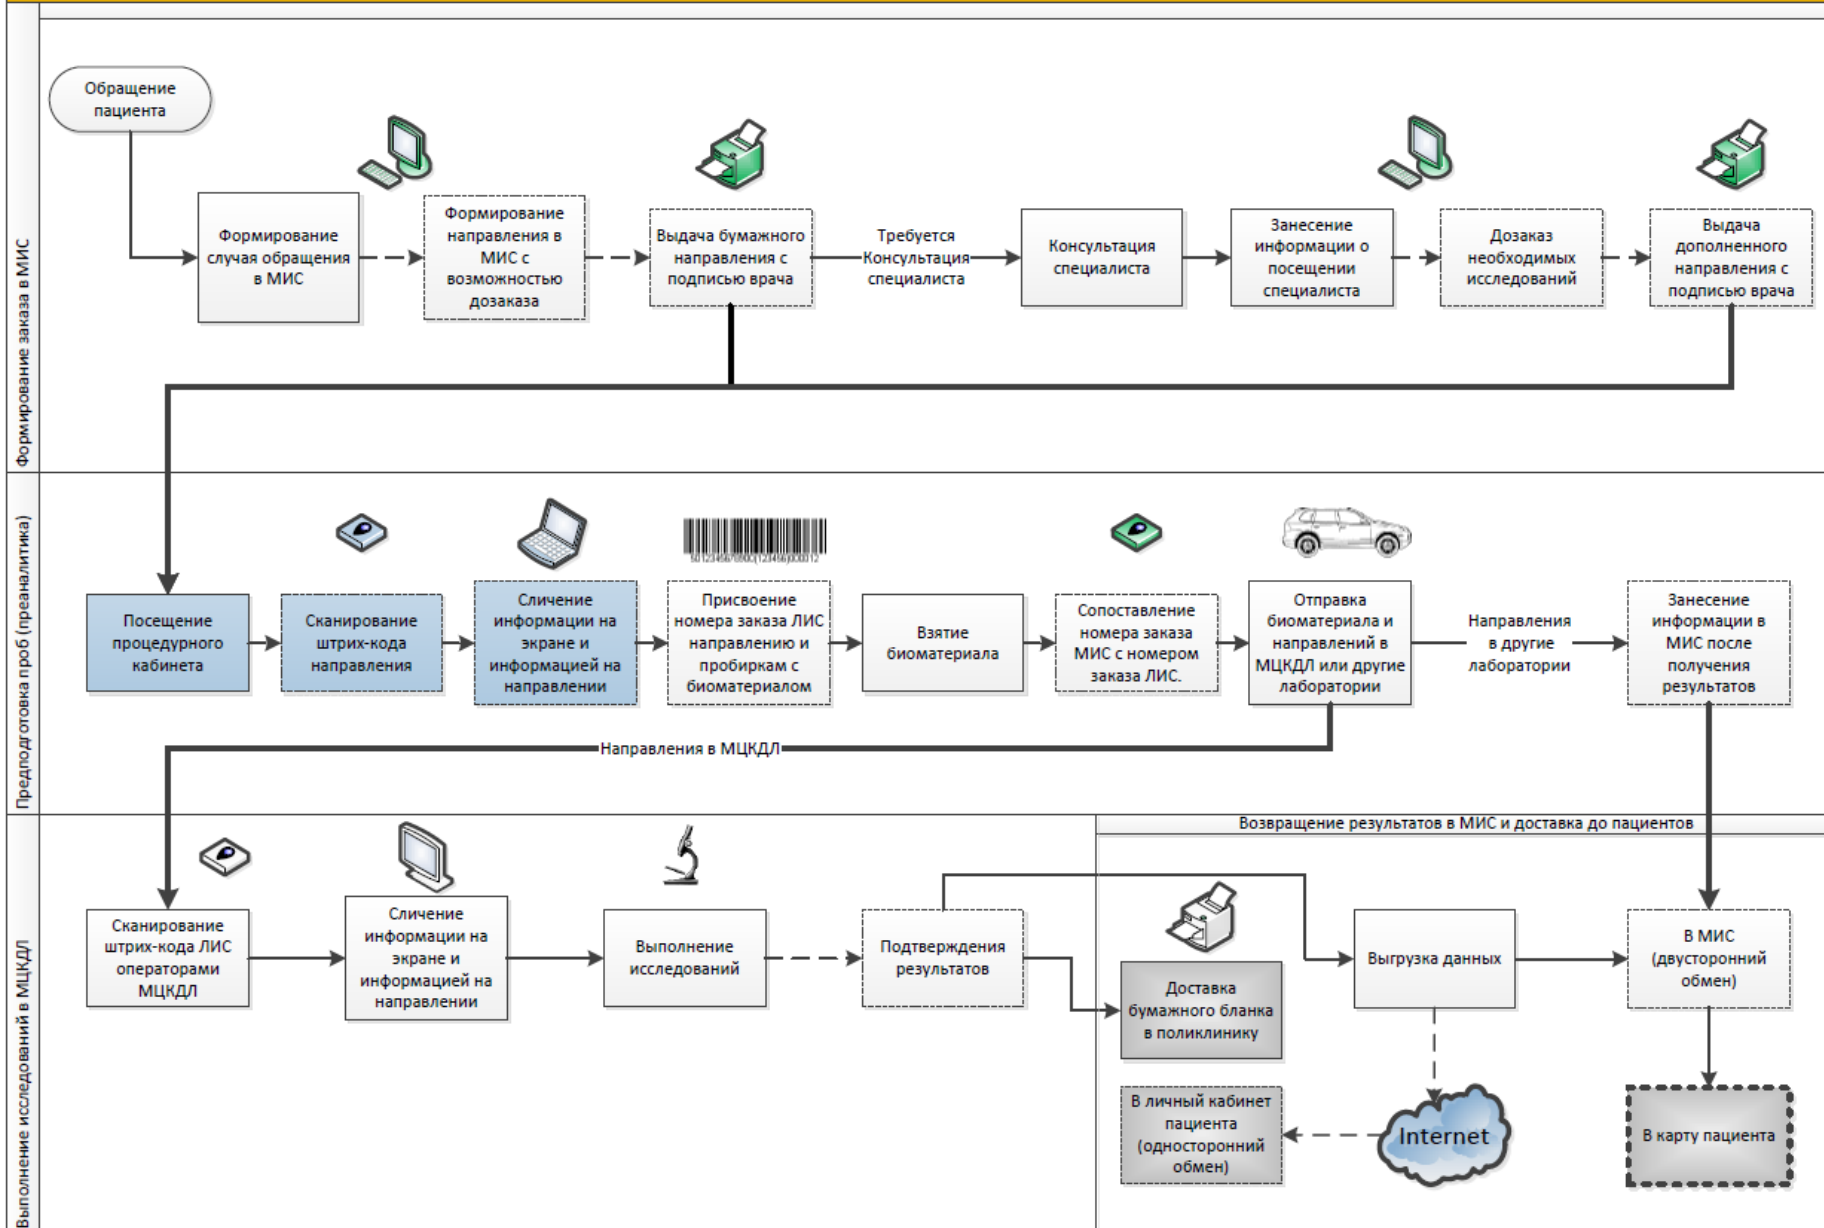 Формирование заказа в МИС
Обращение
пациента
Формирование
случая обращения
в МИС
Формирование
направления в
МИС с
возможностью
дозаказа
Выдача бумажного
направления с
подписью врача
Требуется
Консультация
специалиста
Консультация
специалиста
Занесение
информации о
посещении
специалиста
Дозаказ
необходимых
исследований
Выдача
дополненного
направления с
подписью врача
Предподготовка проб (преаналитика)
Посещение
процедурного
кабинета
Сканирование
штрих-кода
направления
Сличение
информации на
экране и
информацией на
направлении
Присвоение
номера заказа ЛИС
направлению и
пробиркам с
биоматериалом
Взятие
биоматериала
Сопоставление
номера заказа
МИС с номером
заказа ЛИС.
Отправка
биоматериала и
направлений в
МЦКДЛ или другие
лаборатории
Направления
в другие
лаборатории
Занесение
информации в
МИС после
получения
результатов
Направления в МЦКДЛ
Выполнение исследований в МЦКДЛ
Сканирование
штрих-кода ЛИС
операторами
МЦКДЛ
Сличение
информации на
экране и
информацией на
направлении
Выполнение
исследований
Подтверждения
результатов
Возвращение результатов в МИС и доставка до пациентов
Доставка
бумажного бланка
в поликлинику
Выгрузка данных
В МИС
(двусторонний
обмен)
В личный кабинет
пациента
(односторонний
обмен)
Internet
В карту пациента